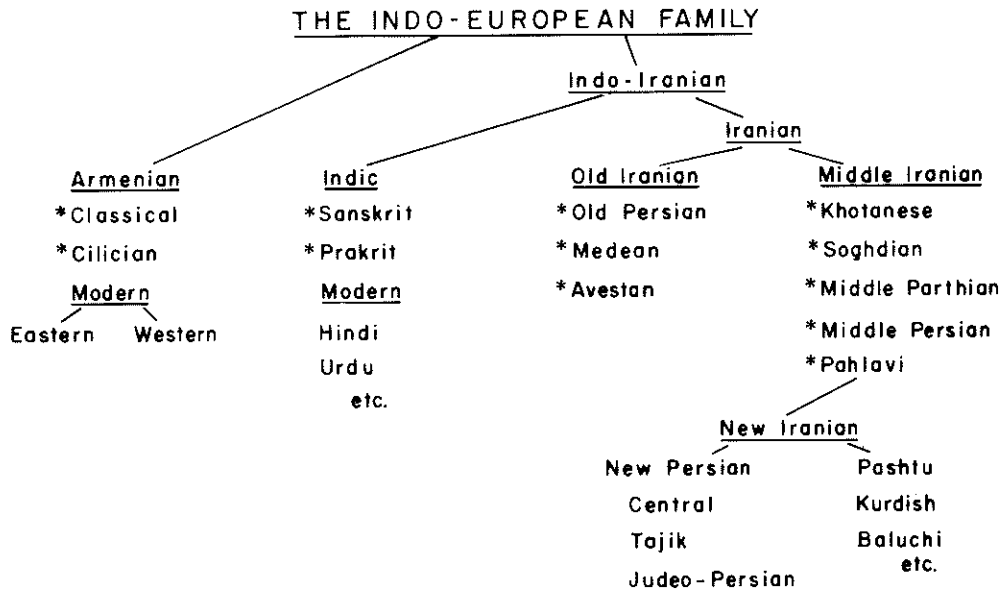 THE INDO-EUROPEAN FAMILY
Indo-Iranian
Iranian
Armenian
*Classical
*Cilician
Modern
Eastern Western
Indic
*Sanskrit
*Prakrit
Modern
Hindi
Urdu
etc.
Old Iranian
*Old Persian
*Medean
*Avestan
Middle Iranian
*Khotanese
*Soghdian
*Middle Parthian
*Middle Persian
*Pahlavi
New Iranian
New Persian
Central
Tajik
Judeo-Persian
Pashtu
Kurdish
Baluchi
etc.